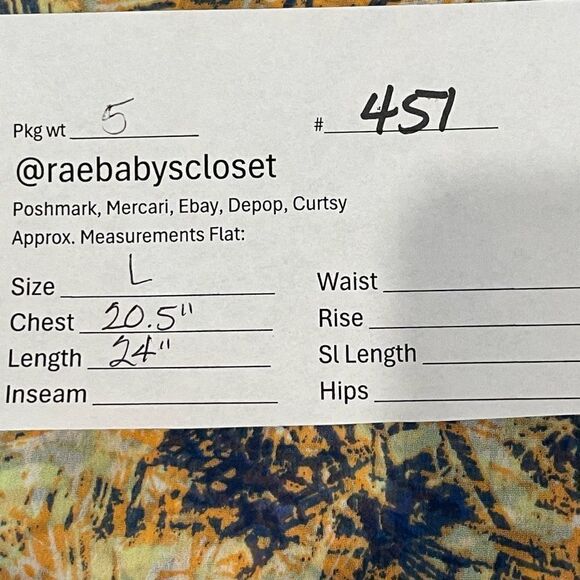 Pkg wt 5 # 451
@raebabyscloset
Poshmark, Mercari, Ebay, Depop, Curtsy
Approx. Measurements Flat:
Size L Waist
Chest 20.5" Rise
Length 24" Sl Length
Inseam Hips